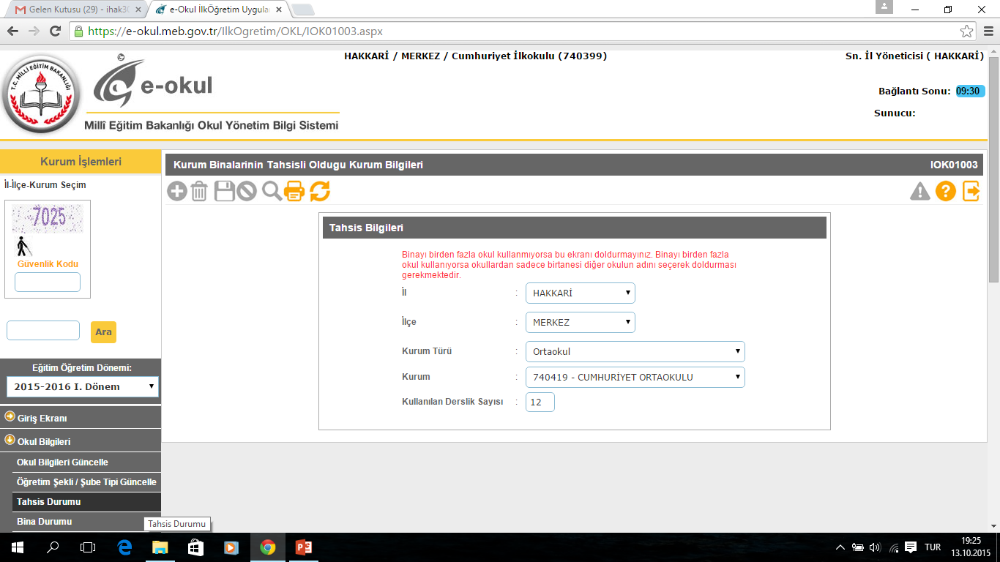 Gelen Kutusu (29) - ihak30
e-Okul İlköğretim Uygula
https://e-okul.meb.gov.tr/IlkOgretim/OKL/IOK01003.aspx
T.C. MİLLÎ EĞİTİM BAKANLIĞI
©
e-okul
Millî Eğitim Bakanlığı Okul Yönetim Bilgi Sistemi
HAKKARİ / MERKEZ / Cumhuriyet İlkokulu (740399)
Sn. İl Yöneticisi ( HAKKARİ)
Bağlantı Sonu: 09:30
Sunucu:
Kurum İşlemleri
İl-İlçe-Kurum Seçim
7025
Güvenlik Kodu
Ara
Eğitim Öğretim Dönemi:
2015-2016 I. Dönem
Giriş Ekranı
Okul Bilgileri
Okul Bilgileri Güncelle
Öğretim Şekli / Şube Tipi Güncelle
Tahsis Durumu
Bina Durumu
Tahsis Durumu
Kurum Binalarinin Tahsisli Oldugu Kurum Bilgileri
IOK01003
Tahsis Bilgileri
Binayı birden fazla okul kullanmıyorsa bu ekranı doldurmayınız. Binayı birden fazla
okul kullanıyorsa okullardan sadece birtanesi diğer okulun adını seçerek doldurması
gerekmektedir.
İl : HAKKARİ
İlçe : MERKEZ
Kurum Türü : Ortaokul
Kurum : 740419 - CUMHURİYET ORTAOKULU
Kullanılan Derslik Sayısı : 12
TUR
19:25
13.10.2015